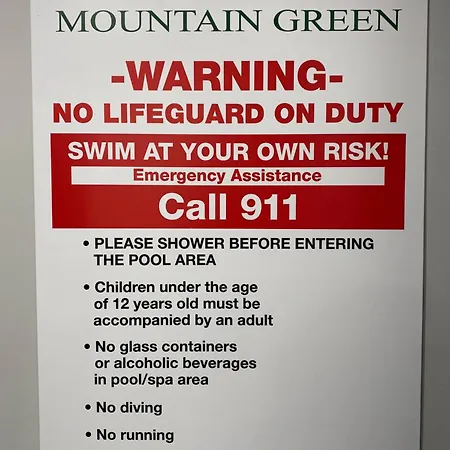 MOUNTAIN GREEN
-WARNING-
NO LIFEGUARD ON DUTY
SWIM AT YOUR OWN RISK!
Emergency Assistance
Call 911
• PLEASE SHOWER BEFORE ENTERING
THE POOL AREA
• Children under the age
of 12 years old must be
accompanied by an adult
• No glass containers
or alcoholic beverages
in pool/spa area
• No diving
• No running